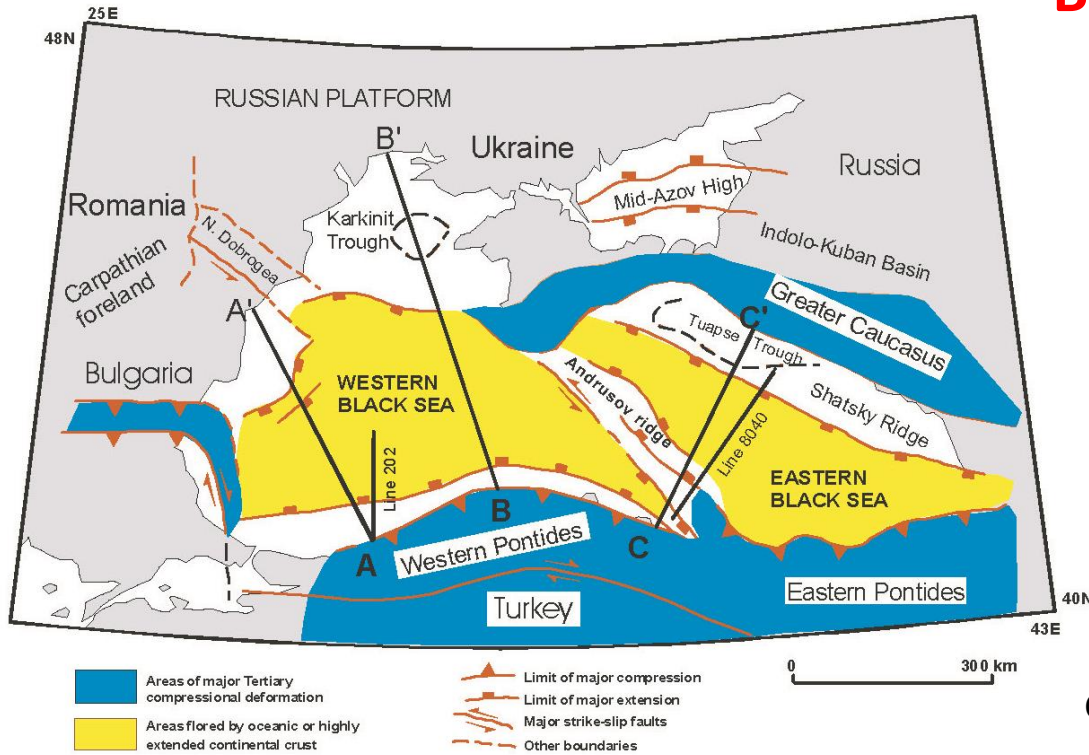 25E
48N
RUSSIAN PLATFORM
B'
Ukraine
Russia
Mid-Azov High
Romania
N. Dobrogea
Karkinit
Trough
Indolo-Kuban Basin
Carpathian
foreland
A'
C'
Greater Caucasus
Tuapse Trough
Bulgaria
WESTERN
BLACK SEA
Andrusov ridge
Shatsky Ridge
Line 202
Line 8040
EASTERN
BLACK SEA
B
A
C
Western Pontides
Turkey
Eastern Pontides
40N
43E
0 300 km
Areas of major Tertiary
compressional deformation
Areas flored by oceanic or highly
extended continental crust
Limit of major compression
Limit of major extension
Major strike-slip faults
Other boundaries